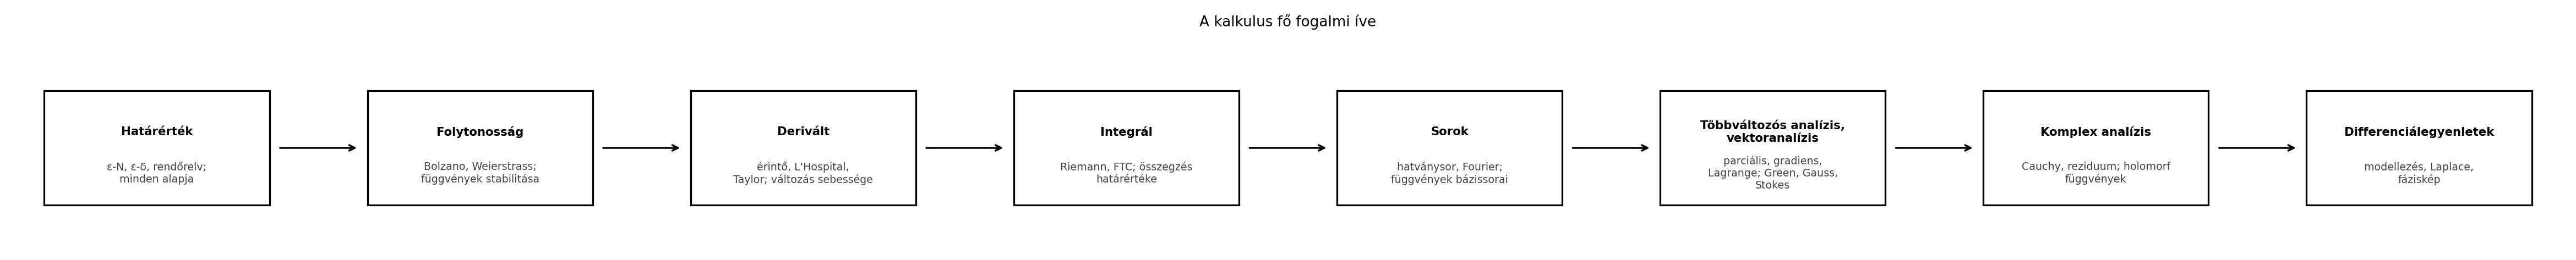 A kalkulus fő fogalmi íve
Határérték
ε-N, ε-δ, rendőrelv;
minden alapja
Folytonosság
Bolzano, Weierstrass;
függvények stabilitása
Derivált
érintő, L'Hospital,
Taylor; változás sebessége
Integrál
Riemann, FTC; összegzés
határértéke
Sorok
hatványsor, Fourier;
függvények bázissorai
Többváltozós analízis,
vektoranalízis
parciális, gradiens,
Lagrange; Green, Gauss,
Stokes
Komplex analízis
Cauchy, reziduum; holomorf
függvények
Differenciálegyenletek
modellezés, Laplace,
fáziskép